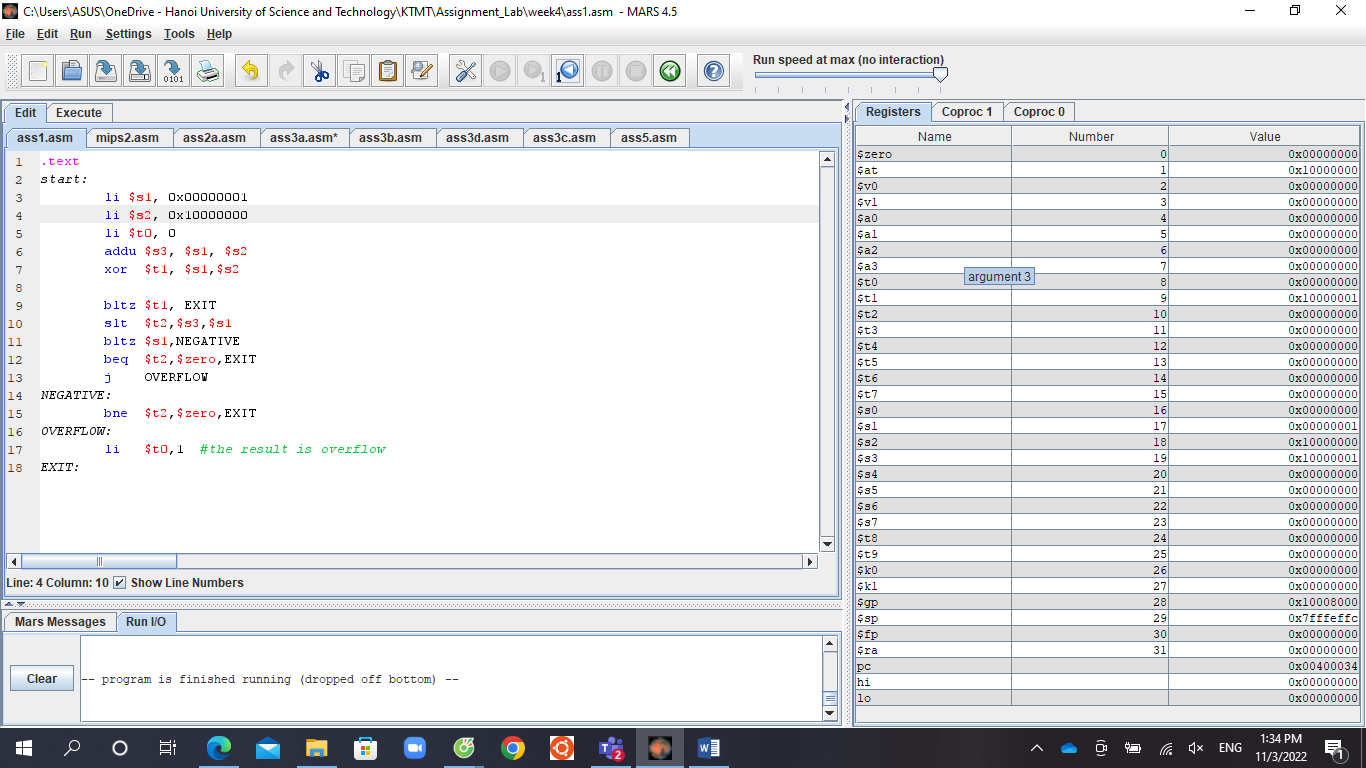 C:\Users\ASUS\OneDrive - Hanoi University of Science and Technology\KTMT\Assignment_Lab\week4\ass1.asm - MARS 4.5
File Edit Run Settings Tools Help
Run speed at max (no interaction)
Edit Execute
ass1.asm mips2.asm ass2a.asm ass3a.asm* ass3b.asm ass3d.asm ass3c.asm ass5.asm
1 .text
2 start:
3 li $s1, 0x00000001
4 li $s2, 0x10000000
5 li $t0, 0
6 addu $s3, $s1, $s2
7 xor $t1, $s1,$s2
8
9 bltz $t1, EXIT
10 slt $t2,$s3,$s1
11 bltz $s1,NEGATIVE
12 beq $t2,$zero,EXIT
13 j OVERFLOW
14 NEGATIVE:
15 bne $t2,$zero,EXIT
16 OVERFLOW:
17 li $t0,1 #the result is overflow
18 EXIT:
Line: 4 Column: 10 Show Line Numbers
Mars Messages Run I/O
Clear
-- program is finished running (dropped off bottom) --
Registers Coproc 1 Coproc 0
Name Number Value
$zero 0 0x00000000
$at 1 0x10000000
$v0 2 0x00000000
$v1 3 0x00000000
$a0 4 0x00000000
$a1 5 0x00000000
$a2 6 0x00000000
$a3 7 0x00000000
argument 3
$t0 8 0x00000000
$t1 9 0x10000001
$t2 10 0x00000000
$t3 11 0x00000000
$t4 12 0x00000000
$t5 13 0x00000000
$t6 14 0x00000000
$t7 15 0x00000000
$s0 16 0x00000000
$s1 17 0x00000001
$s2 18 0x10000000
$s3 19 0x10000001
$s4 20 0x00000000
$s5 21 0x00000000
$s6 22 0x00000000
$s7 23 0x00000000
$t8 24 0x00000000
$t9 25 0x00000000
$k0 26 0x00000000
$k1 27 0x00000000
$gp 28 0x10008000
$sp 29 0x7fffeffc
$fp 30 0x00000000
$ra 31 0x00000000
pc 0x00400034
hi 0x00000000
lo 0x00000000
ENG
1:34 PM
11/3/2022